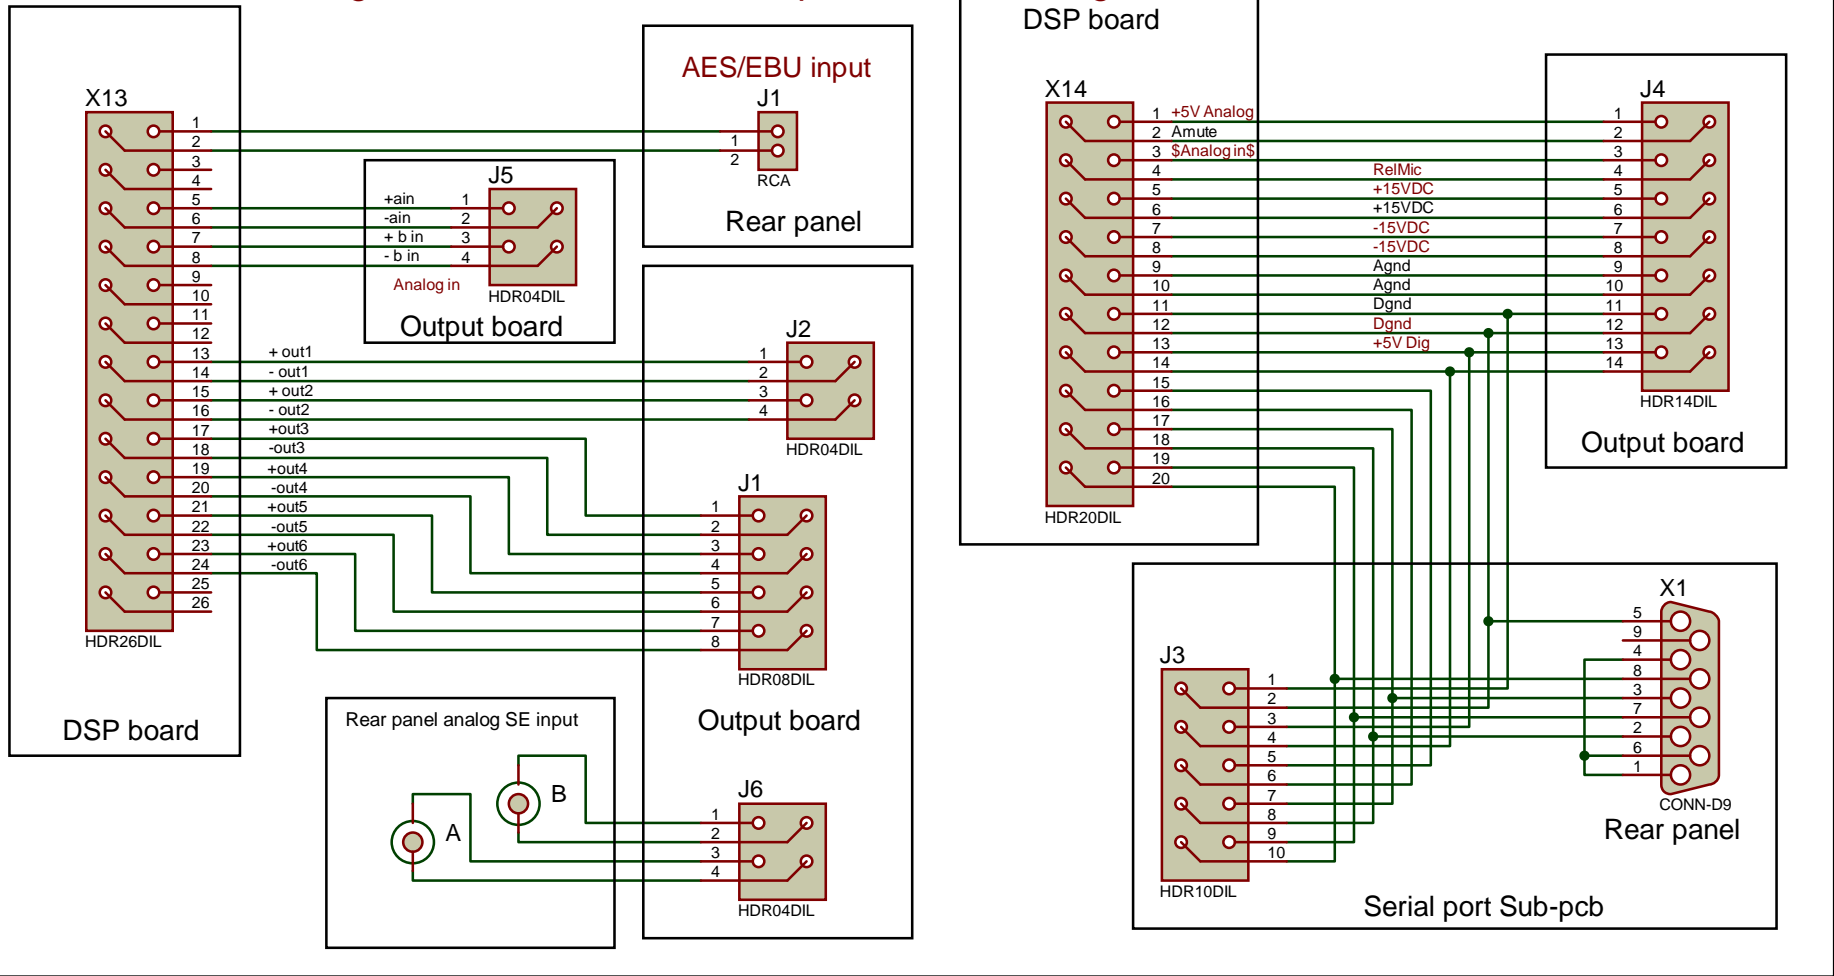 DSP board
X13
1
2
3
4
5
6
7
8
9
10
11
12
13
14
15
16
17
18
19
20
21
22
23
24
25
26
HDR26DIL
DSP board
+ out1
- out1
+ out2
- out2
+out3
-out3
+out4
-out4
+out5
-out5
+out6
-out6
AES/EBU input
J1
1
2
RCA
Rear panel
J5
+ain 1
-ain 2
+ b in 3
- b in 4
Analog in
HDR04DIL
Output board
J2
1
2
3
4
HDR04DIL
J1
1
2
3
4
5
6
7
8
HDR08DIL
Output board
Rear panel analog SE input
B
A
J6
1
2
3
4
HDR04DIL
X14
1 +5V Analog
2 Amute
3 $Analog in$
4 RelMic
5 +15VDC
6 +15VDC
7 -15VDC
8 -15VDC
9 Agnd
10 Agnd
11 Dgnd
12 Dgnd
13 +5V Dig
14
15
16
17
18
19
20
HDR20DIL
J4
1
2
3
4
5
6
7
8
9
10
11
12
13
14
HDR14DIL
Output board
J3
1
2
3
4
5
6
7
8
9
10
HDR10DIL
X1
5
9
4
8
3
7
2
6
1
CONN-D9
Rear panel
Serial port Sub-pcb